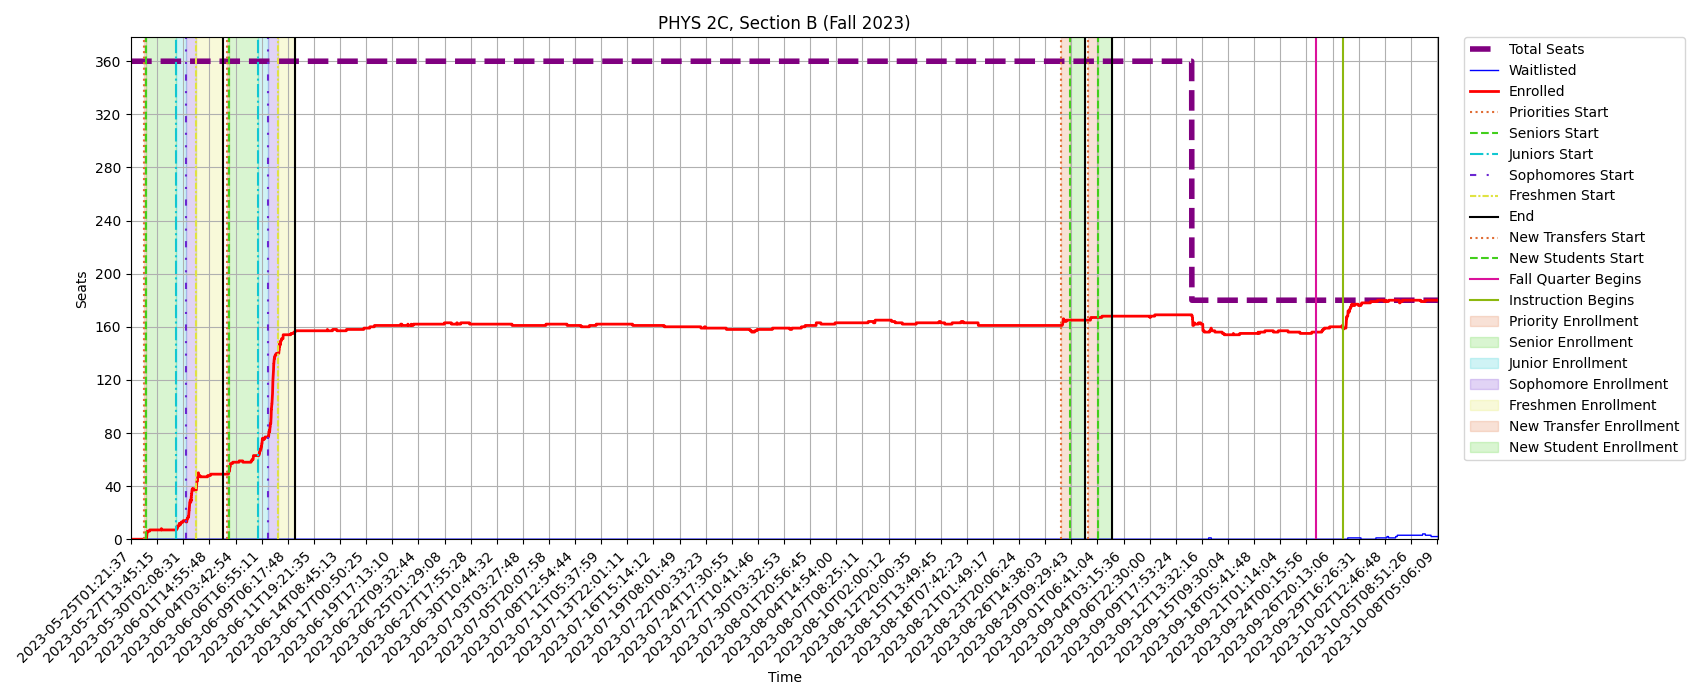 PHYS 2C, Section B (Fall 2023)
Seats
360
320
280
240
200
160
120
80
40
0
2023-05-25T01:21:37
2023-05-27T13:45:15
2023-05-30T02:08:31
2023-06-01T14:55:48
2023-06-04T03:42:54
2023-06-06T16:55:11
2023-06-09T06:17:48
2023-06-11T19:21:35
2023-06-14T08:45:13
2023-06-17T00:50:25
2023-06-19T17:13:10
2023-06-22T09:32:44
2023-06-25T01:29:08
2023-06-27T17:55:28
2023-06-30T10:44:32
2023-07-03T03:27:48
2023-07-05T20:07:58
2023-07-08T12:54:44
2023-07-11T05:37:59
2023-07-13T22:01:11
2023-07-16T15:14:12
2023-07-19T08:01:49
2023-07-22T00:33:23
2023-07-24T17:30:55
2023-07-27T10:41:46
2023-07-30T03:32:53
2023-08-01T20:56:45
2023-08-04T14:54:00
2023-08-07T08:25:11
2023-08-10T02:00:12
2023-08-12T20:00:35
2023-08-15T13:49:45
2023-08-18T07:42:23
2023-08-21T01:49:17
2023-08-23T20:06:24
2023-08-26T14:38:03
2023-08-29T09:29:43
2023-09-01T06:41:04
2023-09-04T03:15:36
2023-09-06T22:30:00
2023-09-09T17:53:24
2023-09-12T13:32:16
2023-09-15T09:30:04
2023-09-18T05:41:48
2023-09-21T01:14:04
2023-09-24T00:15:56
2023-09-26T20:13:06
2023-09-29T16:26:31
2023-10-02T12:46:48
2023-10-05T08:51:26
2023-10-08T05:06:09
Time
Total Seats
Waitlisted
Enrolled
Priorities Start
Seniors Start
Juniors Start
Sophomores Start
Freshmen Start
End
New Transfers Start
New Students Start
Fall Quarter Begins
Instruction Begins
Priority Enrollment
Senior Enrollment
Junior Enrollment
Sophomore Enrollment
Freshmen Enrollment
New Transfer Enrollment
New Student Enrollment